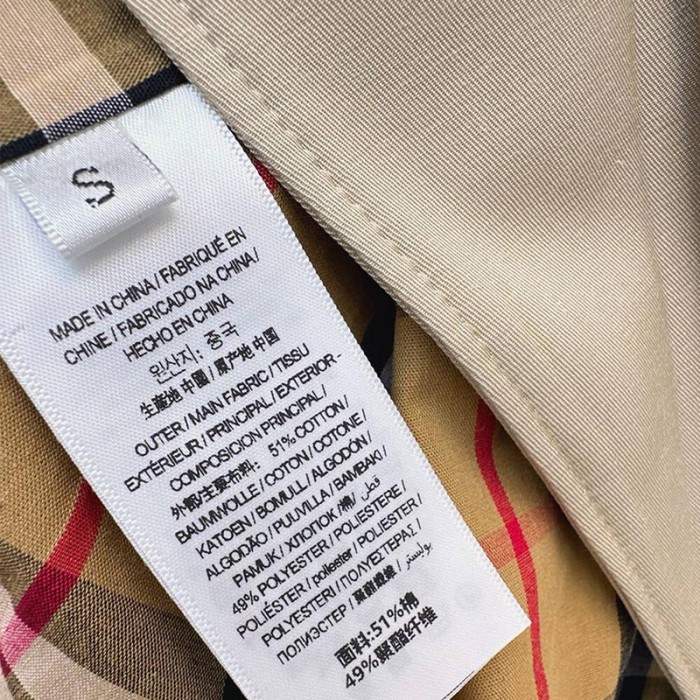 S
MADE IN CHINA / FABRIQUÉ EN
CHINE / FABRICADO NA CHINA /
HECHO EN CHINA
원산지: 중국
生産地 中国 / 原产地 中国
OUTER / MAIN FABRIC / TISSU
EXTÉRIEUR / PRINCIPAL / EXTERIOR -
COMPOSICION PRINCIPAL /
外部/主要布料: 51% COTTON /
BAUMWOLLE / COTON / COTONE /
KATOEN / BOMULL / ALGODÓN /
ALGODÃO / PUUVILLA / ΒΑΜΒΑΚΙ /
PAMUK / ХЛОПОК / 棉/ قطن /
49% POLYESTER / POLIESTERE /
POLIÉSTER / poliester / POLIESTER /
POLYESTERI / ΠΟΛΥΕΣΤΕΡΑΣ /
ПОЛИЭСТЕР / 聚酯纖維 / بوليستر
面料:51%棉
49%聚酯纤维